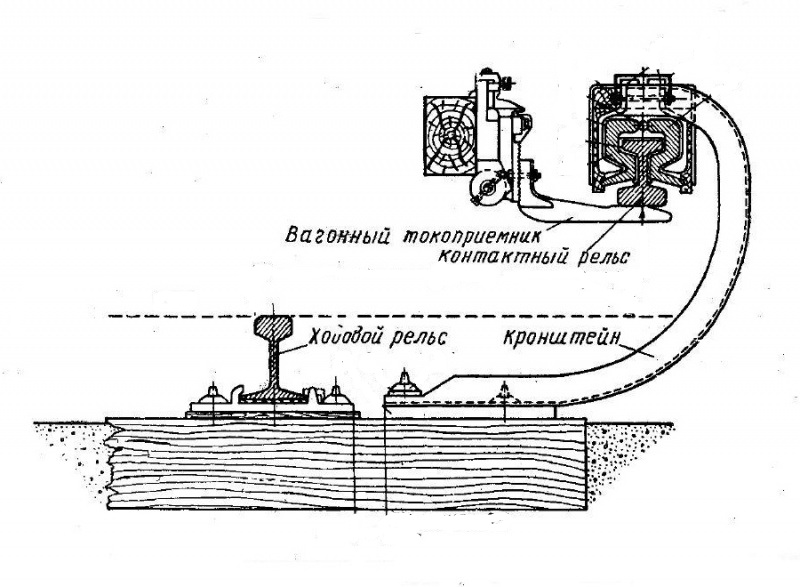 Вагонный токоприемник
контактный рельс
Ходовой рельс
кронштейн